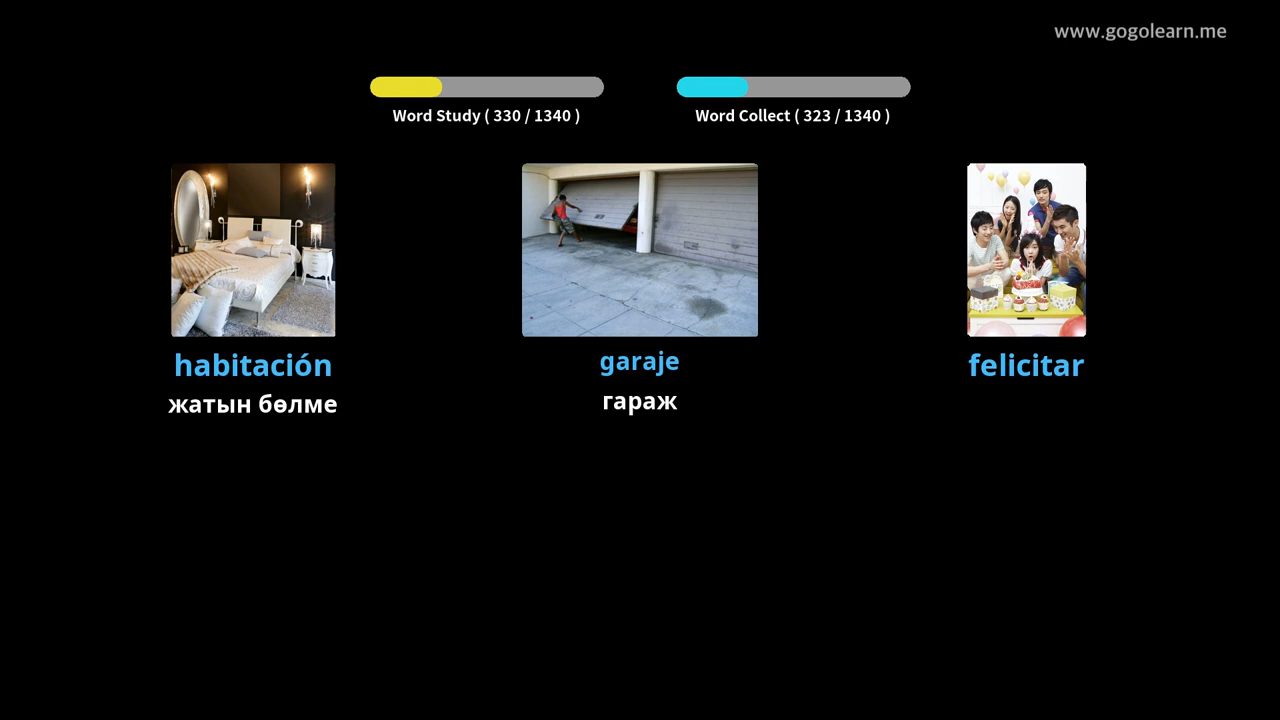 www.gogolearn.me
Word Study ( 330 / 1340 )
Word Collect ( 323 / 1340 )
habitación
жатын бөлме
garaje
гараж
felicitar